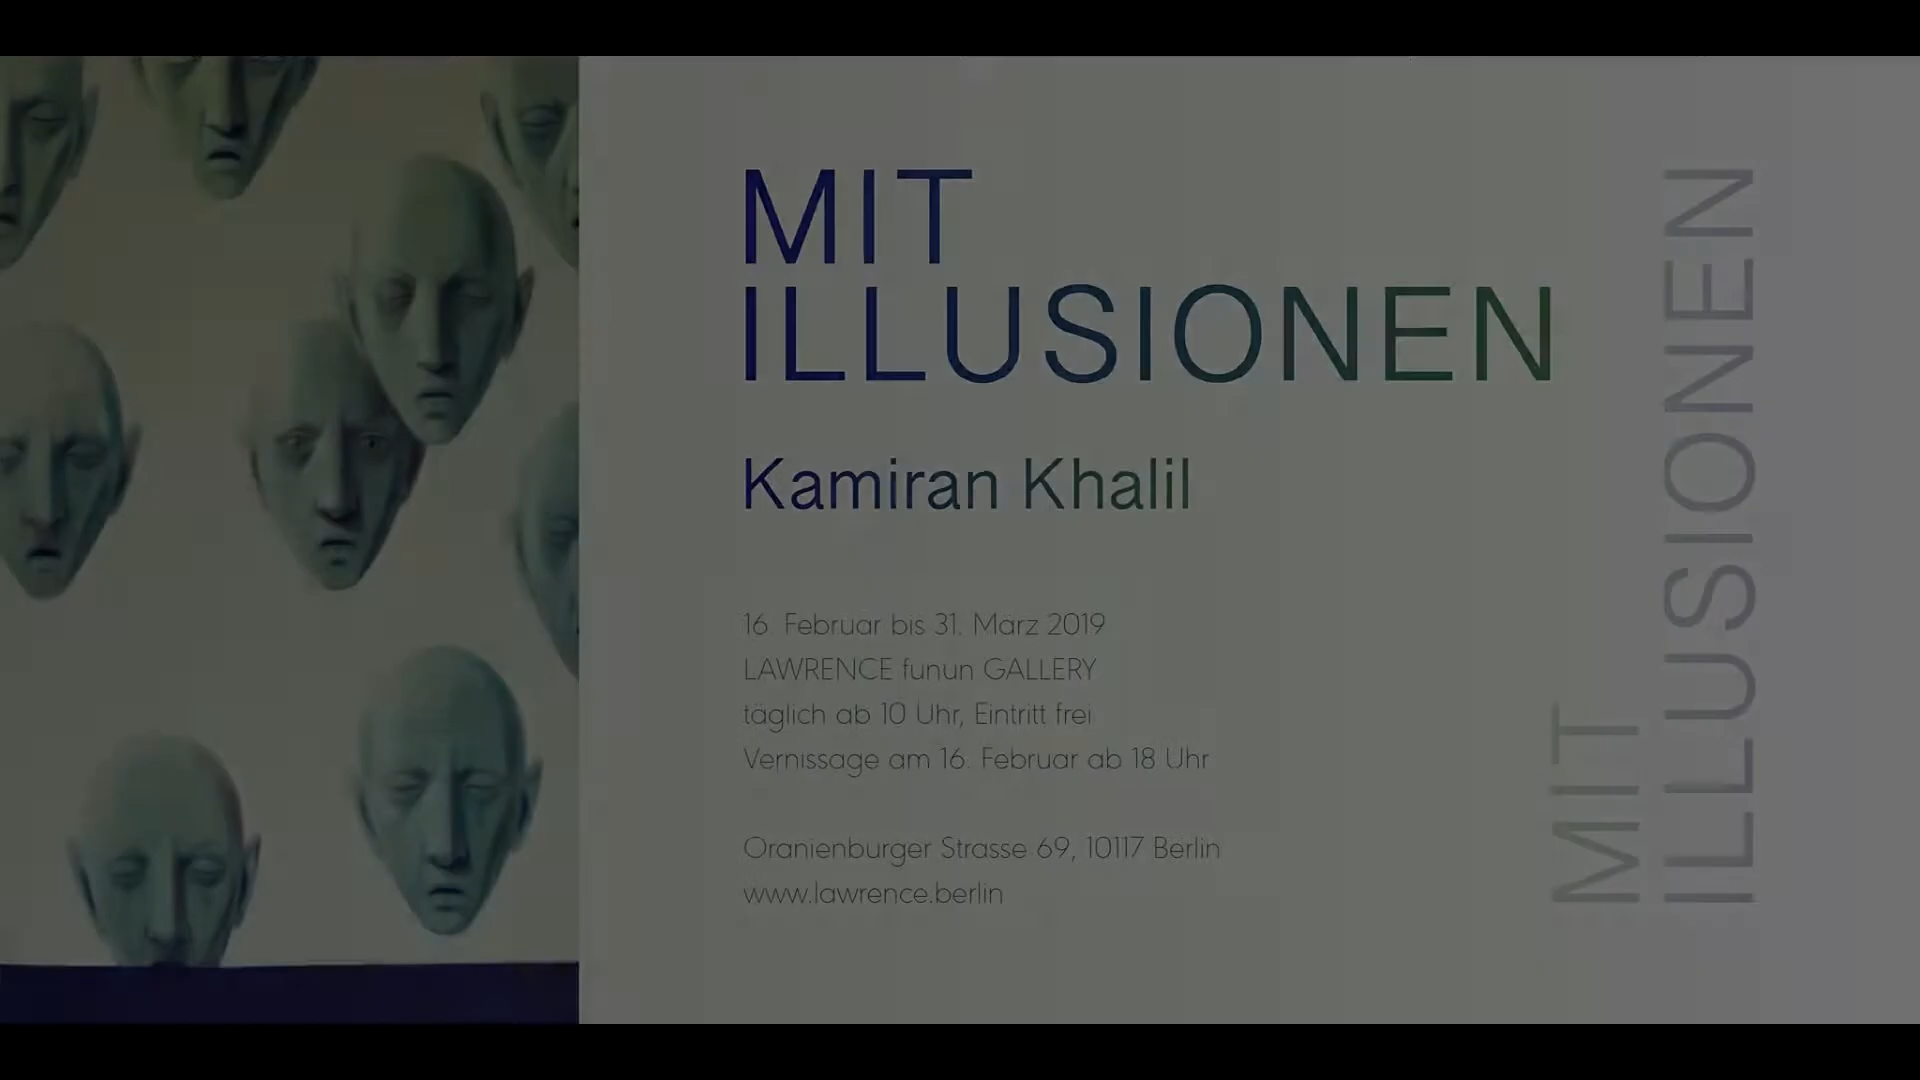 MIT
ILLUSIONEN
Kamiran Khalil
16. Februar bis 31. März 2019
LAWRENCE funun GALLERY
täglich ab 10 Uhr, Eintritt frei
Vernissage am 16. Februar ab 18 Uhr
Oranienburger Strasse 69, 10117 Berlin
www.lawrence.berlin
MIT
ILLUSIONEN